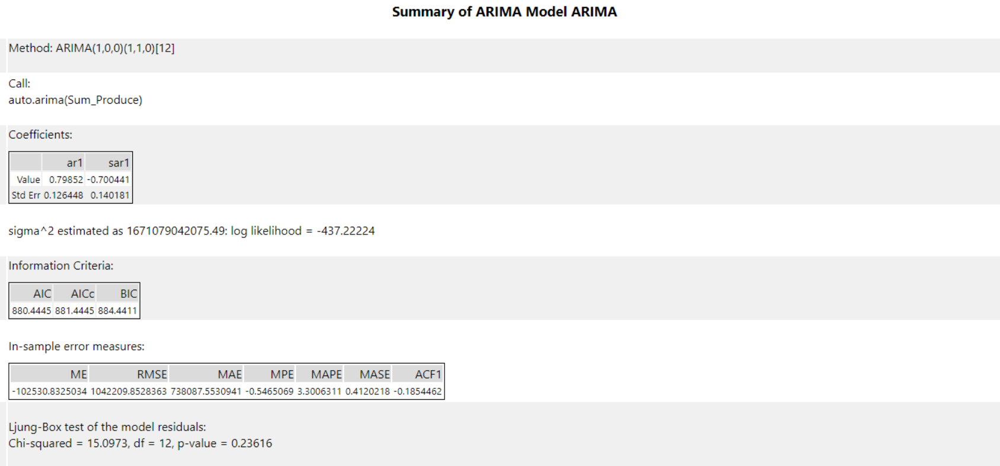 Summary of ARIMA Model ARIMA
Method: ARIMA(1,0,0)(1,1,0)[12]
Call:
auto.arima(Sum_Produce)
Coefficients:
ar1 sar1
Value 0.79852 -0.700441
Std Err 0.126448 0.140181
sigma^2 estimated as 1671079042075.49: log likelihood = -437.22224
Information Criteria:
AIC AICc BIC
880.4445 881.4445 884.4411
In-sample error measures:
ME RMSE MAE MPE MAPE MASE ACF1
-102530.8325034 1042209.8528363 738087.5530941 -0.5465069 3.3006311 0.4120218 -0.1854462
Ljung-Box test of the model residuals:
Chi-squared = 15.0973, df = 12, p-value = 0.23616